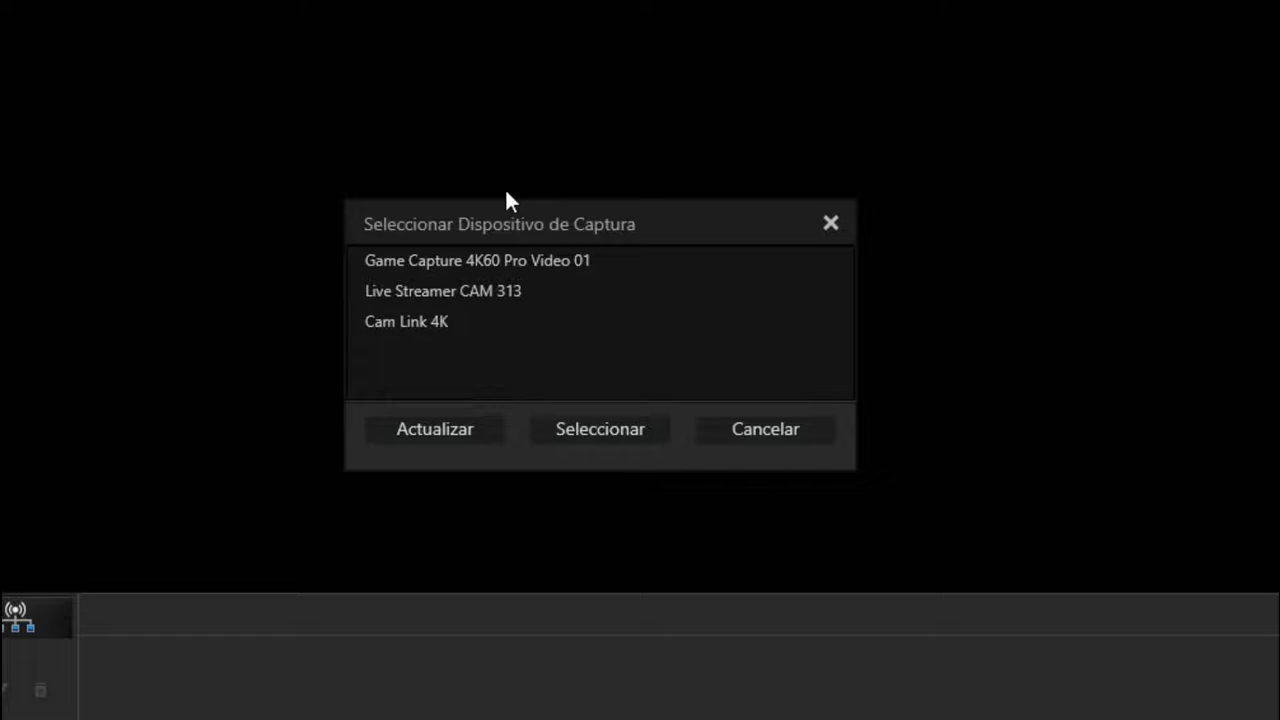 Seleccionar Dispositivo de Captura
Game Capture 4K60 Pro Video 01
Live Streamer CAM 313
Cam Link 4K
Actualizar Seleccionar Cancelar